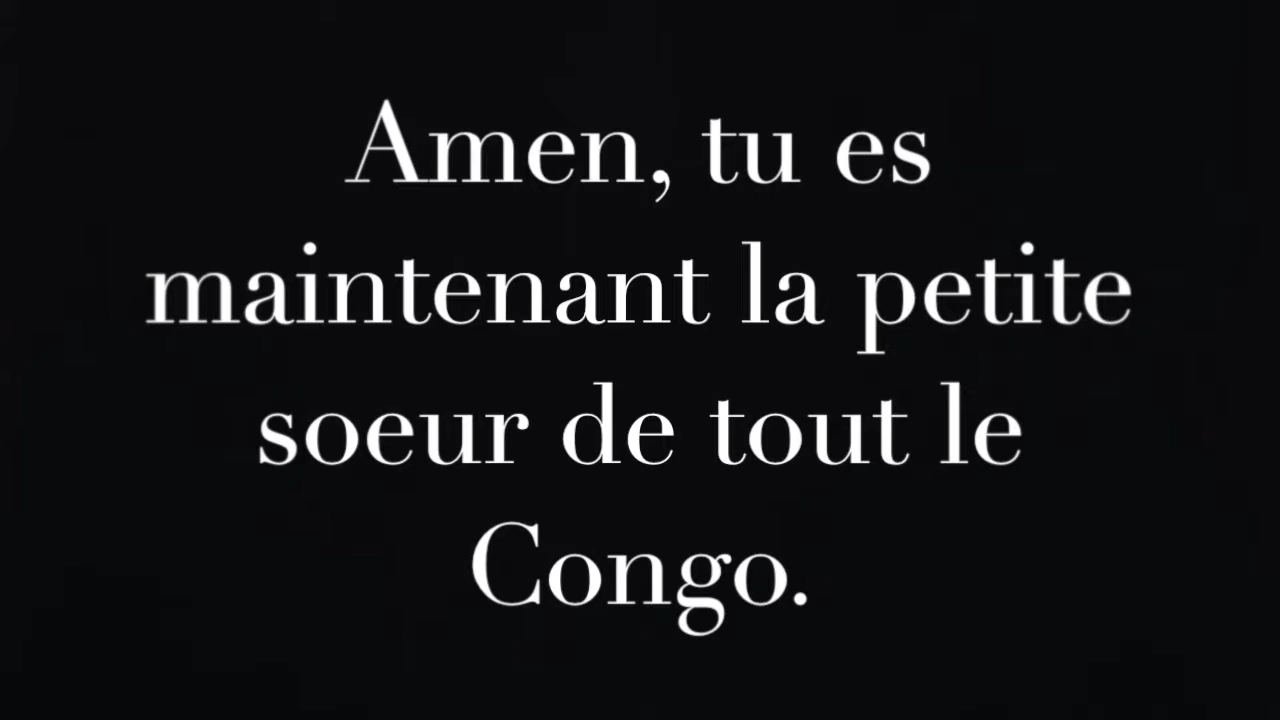 Amen, tu es
maintenant la petite
soeur de tout le
Congo.